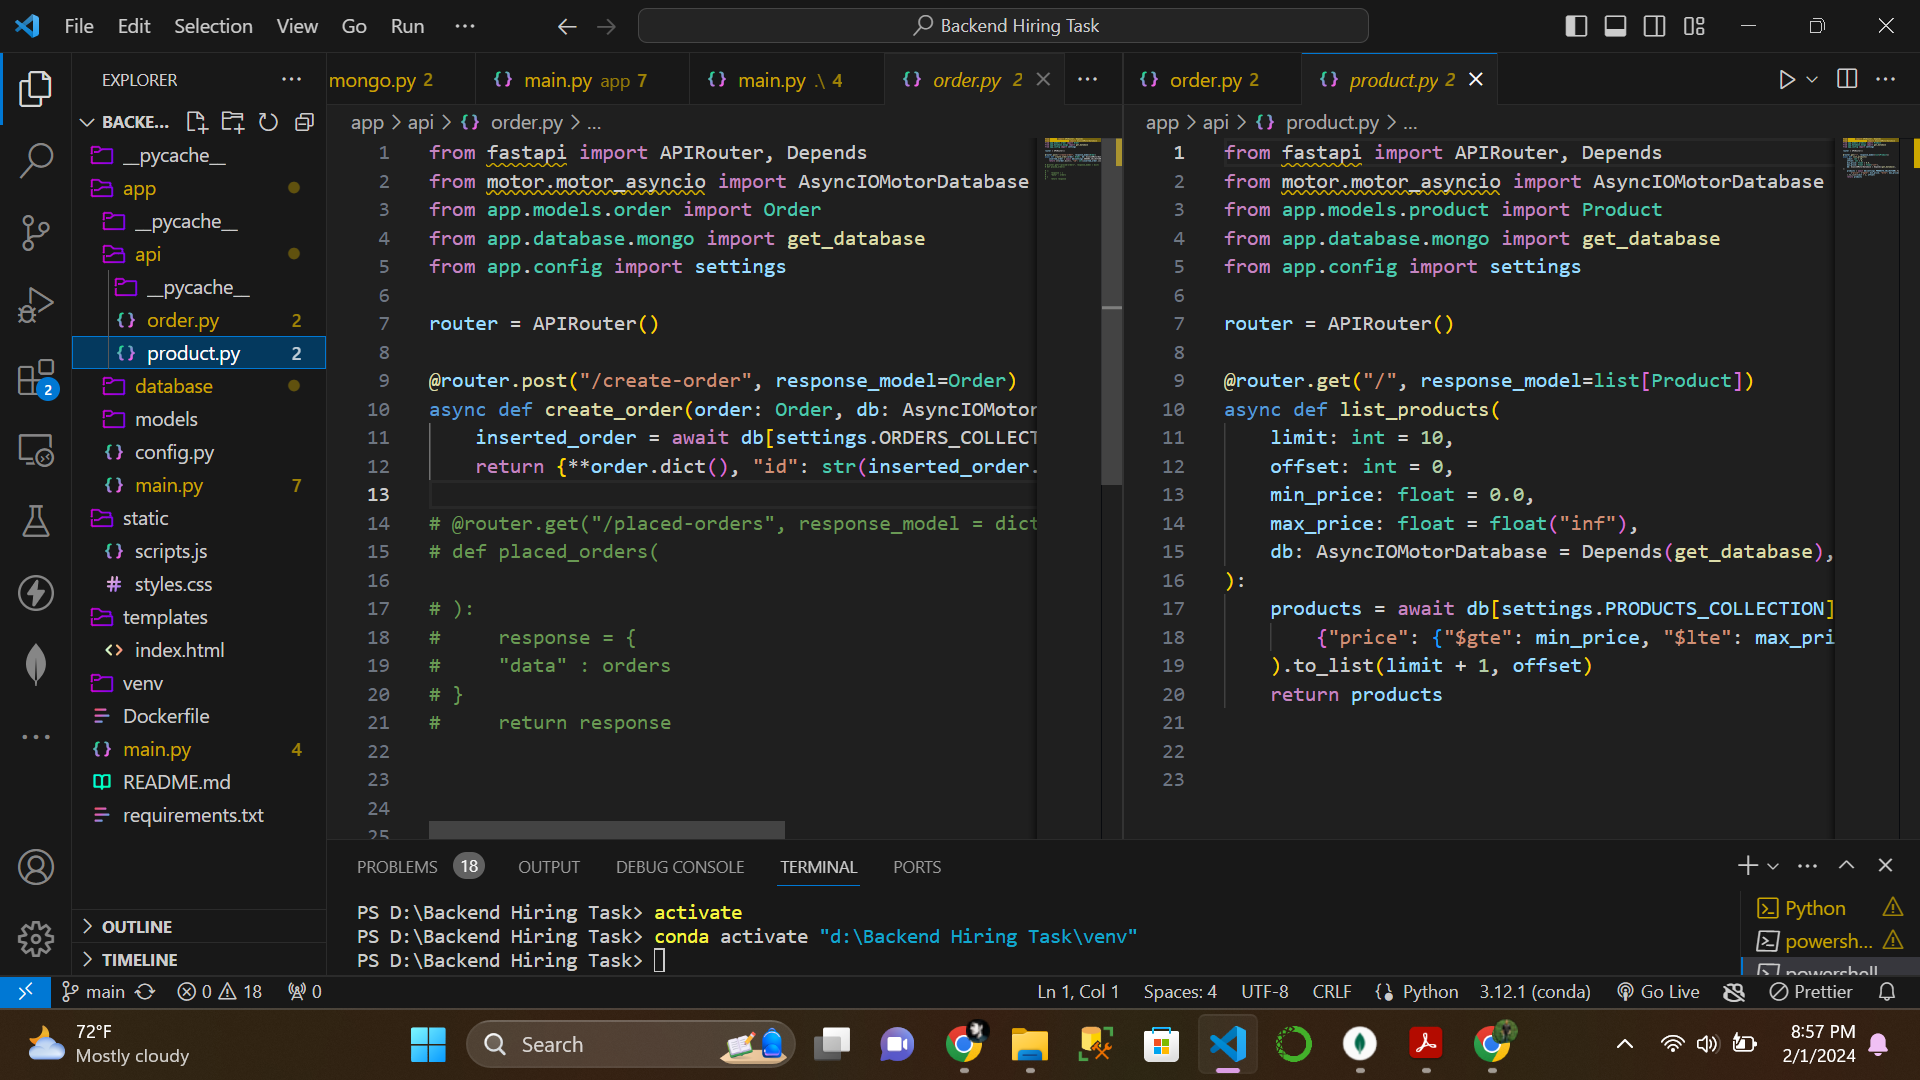 File Edit Selection View Go Run ···
Backend Hiring Task
EXPLORER
BACKE...
__pycache__
app
__pycache__
api
__pycache__
order.py 2
product.py 2
database
models
config.py
main.py 7
static
scripts.js
# styles.css
templates
<> index.html
venv
Dockerfile
main.py 4
README.md
requirements.txt
OUTLINE
TIMELINE
2
mongo.py 2
main.py app 7
main.py .\ 4
order.py 2
app > api > order.py > ...
1 from fastapi import APIRouter, Depends
2 from motor.motor_asyncio import AsyncIOMotorDatabase
3 from app.models.order import Order
4 from app.database.mongo import get_database
5 from app.config import settings
6
7 router = APIRouter()
8
9 @router.post("/create-order", response_model=Order)
10 async def create_order(order: Order, db: AsyncIOMotor
11 inserted_order = await db[settings.ORDERS_COLLECT
12 return {**order.dict(), "id": str(inserted_order.
13
14 # @router.get("/placed-orders", response_model = dict
15 # def placed_orders(
16
17 # ):
18 #     response = {
19 #     "data" : orders
20 # }
21 #     return response
22
23
24
25
order.py 2
product.py 2
app > api > product.py > ...
1 from fastapi import APIRouter, Depends
2 from motor.motor_asyncio import AsyncIOMotorDatabase
3 from app.models.product import Product
4 from app.database.mongo import get_database
5 from app.config import settings
6
7 router = APIRouter()
8
9 @router.get("/", response_model=list[Product])
10 async def list_products(
11 limit: int = 10,
12 offset: int = 0,
13 min_price: float = 0.0,
14 max_price: float = float("inf"),
15 db: AsyncIOMotorDatabase = Depends(get_database),
16 ):
17 products = await db[settings.PRODUCTS_COLLECTION]
18 {"price": {"$gte": min_price, "$lte": max_pri
19 ).to_list(limit + 1, offset)
20 return products
21
22
23
PROBLEMS 18 OUTPUT DEBUG CONSOLE TERMINAL PORTS
PS D:\Backend Hiring Task> activate
PS D:\Backend Hiring Task> conda activate "d:\Backend Hiring Task\venv"
PS D:\Backend Hiring Task>
Python
powersh...
powershell
main 0 18 0
Ln 1, Col 1 Spaces: 4 UTF-8 CRLF Python 3.12.1 (conda) Go Live Prettier
72°F
Mostly cloudy
Search
8:57 PM
2/1/2024